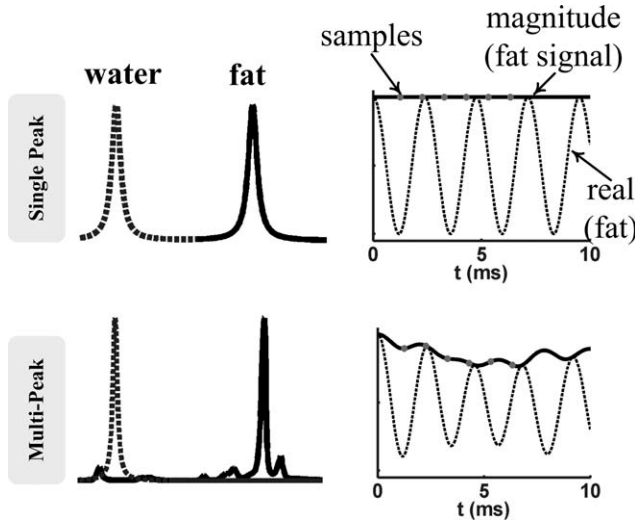 samples
magnitude
(fat signal)
water
fat
Single Peak
real
(fat)
0
5
10
t (ms)
Multi-Peak
0
5
10
t (ms)